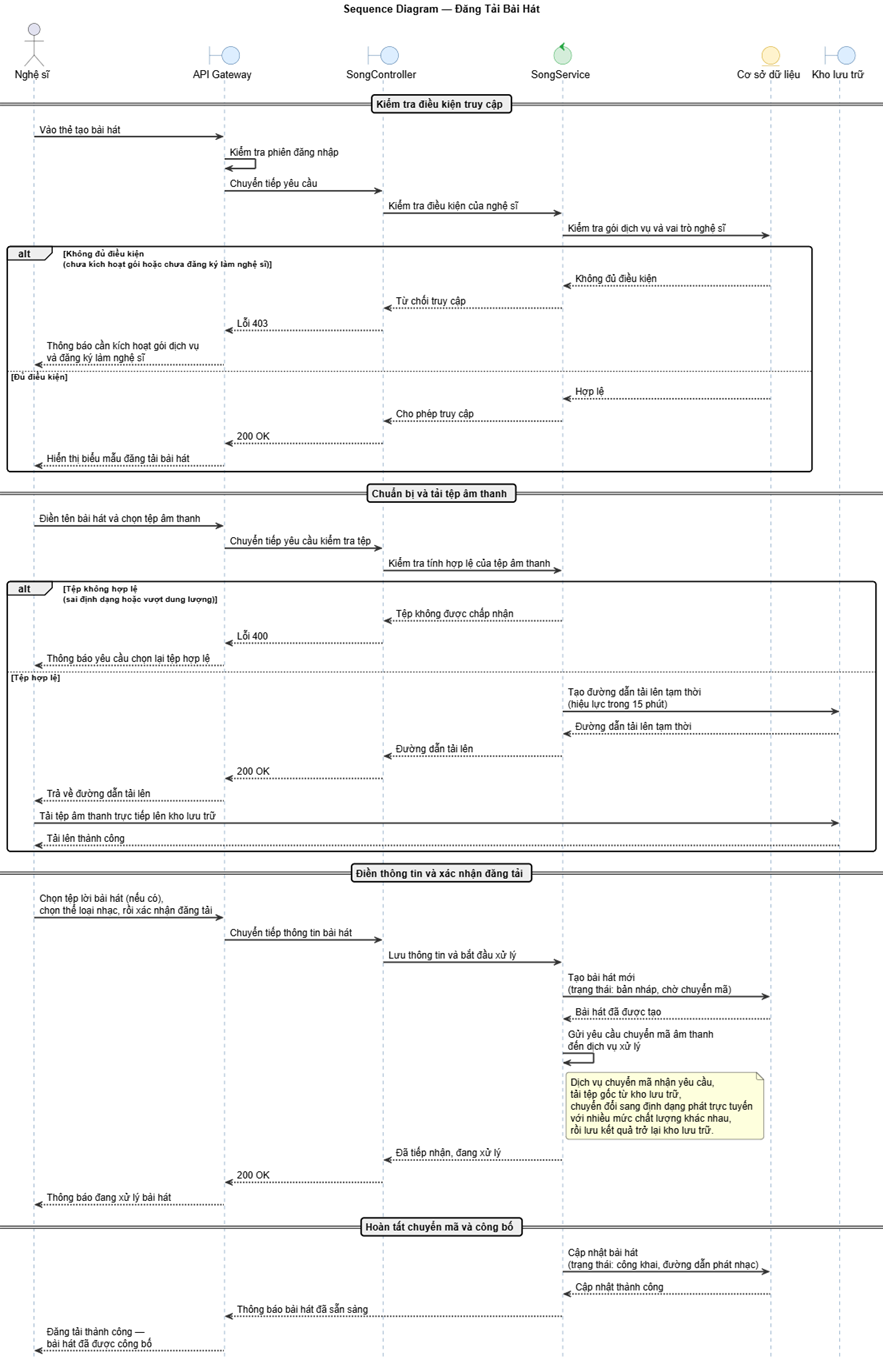 Sequence Diagram — Đăng Tải Bài Hát
Nghệ sĩ
API Gateway
SongController
SongService
Cơ sở dữ liệu
Kho lưu trữ
Kiểm tra điều kiện truy cập
Vào thẻ tạo bài hát
Kiểm tra phiên đăng nhập
Chuyển tiếp yêu cầu
Kiểm tra điều kiện của nghệ sĩ
Kiểm tra gói dịch vụ và vai trò nghệ sĩ
alt
[Không đủ điều kiện
(chưa kích hoạt gói hoặc chưa đăng ký làm nghệ sĩ)]
Không đủ điều kiện
Từ chối truy cập
Lỗi 403
Thông báo cần kích hoạt gói dịch vụ
và đăng ký làm nghệ sĩ
[Đủ điều kiện]
Hợp lệ
Cho phép truy cập
200 OK
Hiển thị biểu mẫu đăng tải bài hát
Chuẩn bị và tải tệp âm thanh
Điền tên bài hát và chọn tệp âm thanh
Chuyển tiếp yêu cầu kiểm tra tệp
Kiểm tra tính hợp lệ của tệp âm thanh
alt
[Tệp không hợp lệ
(sai định dạng hoặc vượt dung lượng)]
Tệp không được chấp nhận
Lỗi 400
Thông báo yêu cầu chọn lại tệp hợp lệ
[Tệp hợp lệ]
Tạo đường dẫn tải lên tạm thời
(hiệu lực trong 15 phút)
Đường dẫn tải lên tạm thời
Đường dẫn tải lên
200 OK
Trả về đường dẫn tải lên
Tải tệp âm thanh trực tiếp lên kho lưu trữ
Tải lên thành công
Điền thông tin và xác nhận đăng tải
Chọn tệp lời bài hát (nếu có),
chọn thể loại nhạc, rồi xác nhận đăng tải
Chuyển tiếp thông tin bài hát
Lưu thông tin và bắt đầu xử lý
Tạo bài hát mới
(trạng thái: bản nháp, chờ chuyển mã)
Bài hát đã được tạo
Gửi yêu cầu chuyển mã âm thanh
đến dịch vụ xử lý
Dịch vụ chuyển mã nhận yêu cầu,
tải tệp gốc từ kho lưu trữ,
chuyển đổi sang định dạng phát trực tuyến
với nhiều mức chất lượng khác nhau,
rồi lưu kết quả trở lại kho lưu trữ.
Đã tiếp nhận, đang xử lý
200 OK
Thông báo đang xử lý bài hát
Hoàn tất chuyển mã và công bố
Cập nhật bài hát
(trạng thái: công khai, đường dẫn phát nhạc)
Cập nhật thành công
Thông báo bài hát đã sẵn sàng
Đăng tải thành công —
bài hát đã được công bố